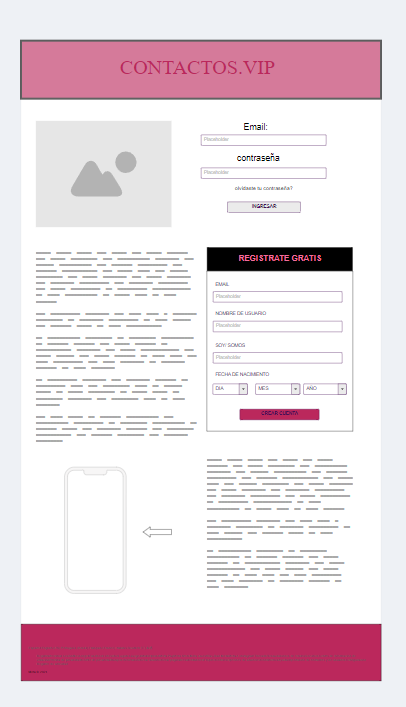 CONTACTOS.VIP
Email:
Placeholder
contraseña
Placeholder
olvidaste tu contraseña?
INGRESAR
REGISTRATE GRATIS
EMAIL
Placeholder
NOMBRE DE USUARIO
Placeholder
SOY/ SOMOS
Placeholder
FECHA DE NACIMIENTO
DIA MES AÑO
CREAR CUENTA